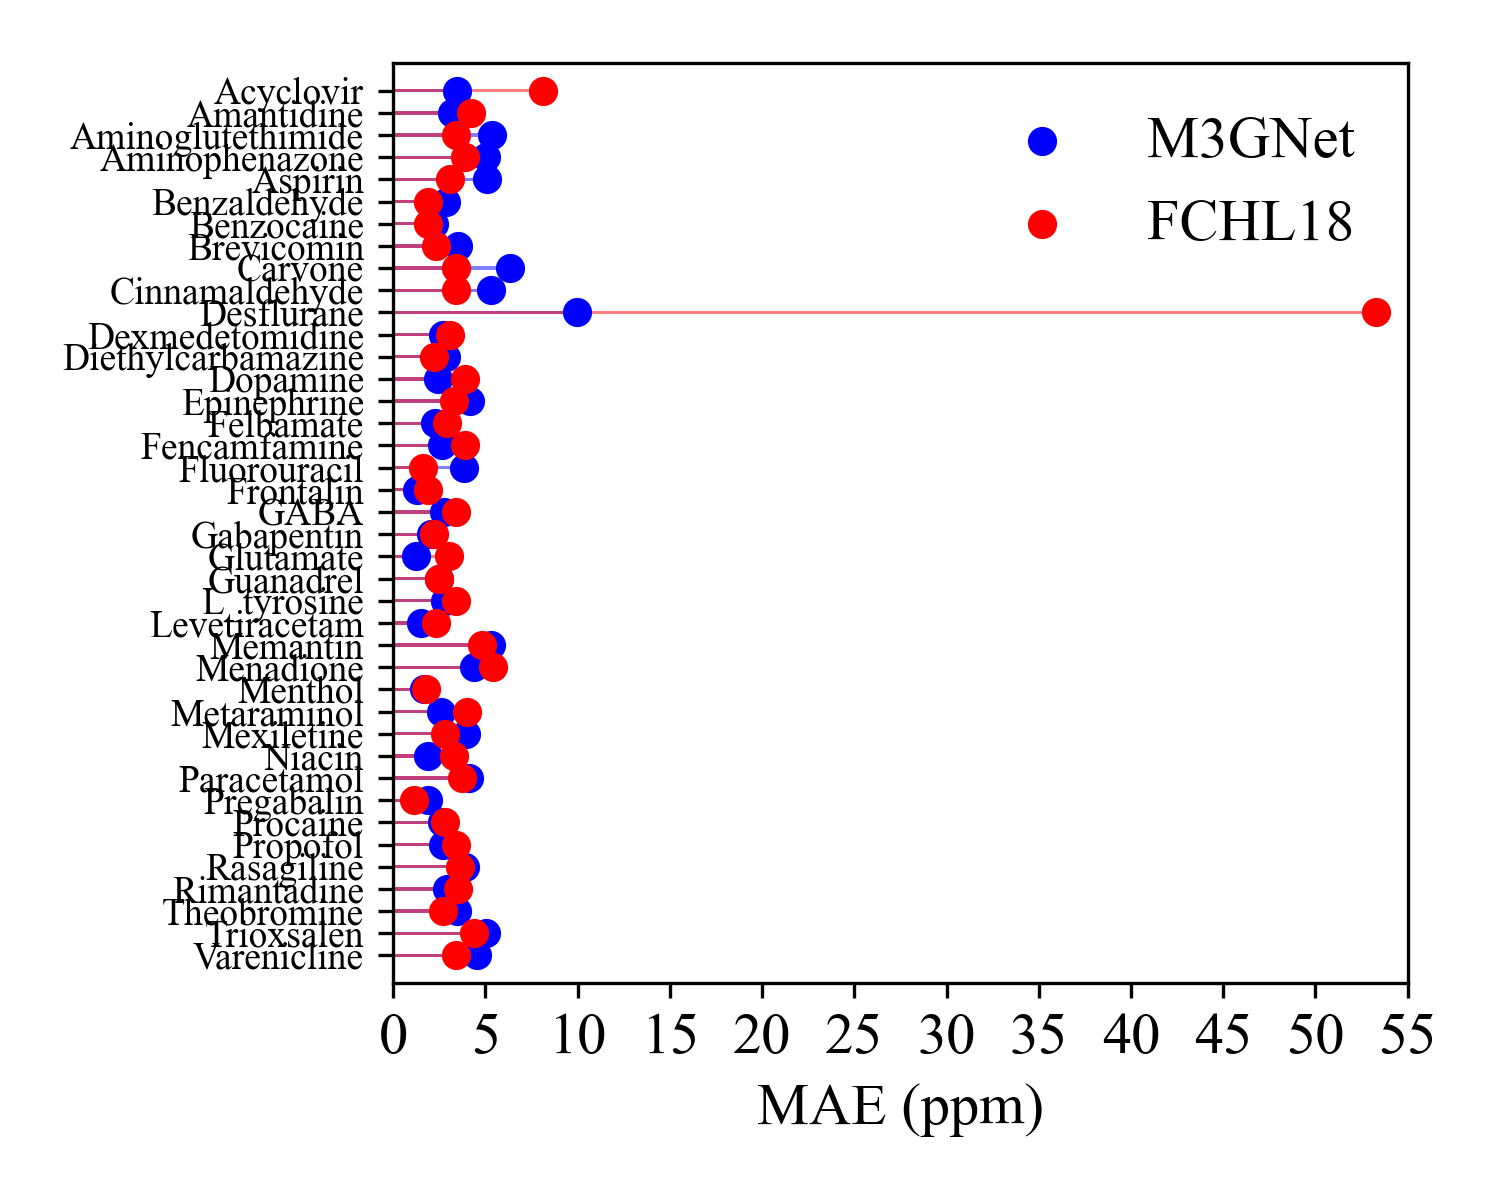 Acyclovir
Amantidine
Aminoglutethimide
Aminophenazone
Aspirin
Benzaldehyde
Benzocaine
Brevicomin
Carvone
Cinnamaldehyde
Desflurane
Dexmedetomidine
Diethylcarbamazine
Dopamine
Epinephrine
Felbamate
Fencamfamine
Fluorouracil
Frontalin
GABA
Gabapentin
Glutamate
Guanadrel
L_tyrosine
Levetiracetam
Memantin
Menadione
Menthol
Metaraminol
Mexiletine
Niacin
Paracetamol
Pregabalin
Procaine
Propofol
Rasagiline
Rimantadine
Theobromine
Trioxsalen
Varenicline
M3GNet
FCHL18
0 5 10 15 20 25 30 35 40 45 50 55
MAE (ppm)